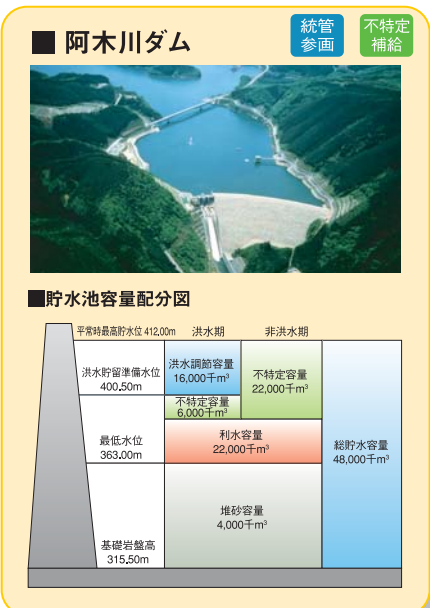 ■ 阿木川ダム
統管
参画
不特定
補給
■貯水池容量配分図
平常時最高貯水位 412.00m
洪水期
非洪水期
洪水貯留準備水位
400.50m
洪水調節容量
16,000千m³
不特定容量
22,000千m³
不特定容量
6,000千m³
最低水位
363.00m
利水容量
22,000千m³
総貯水容量
48,000千m³
堆砂容量
4,000千m³
基礎岩盤高
315.50m